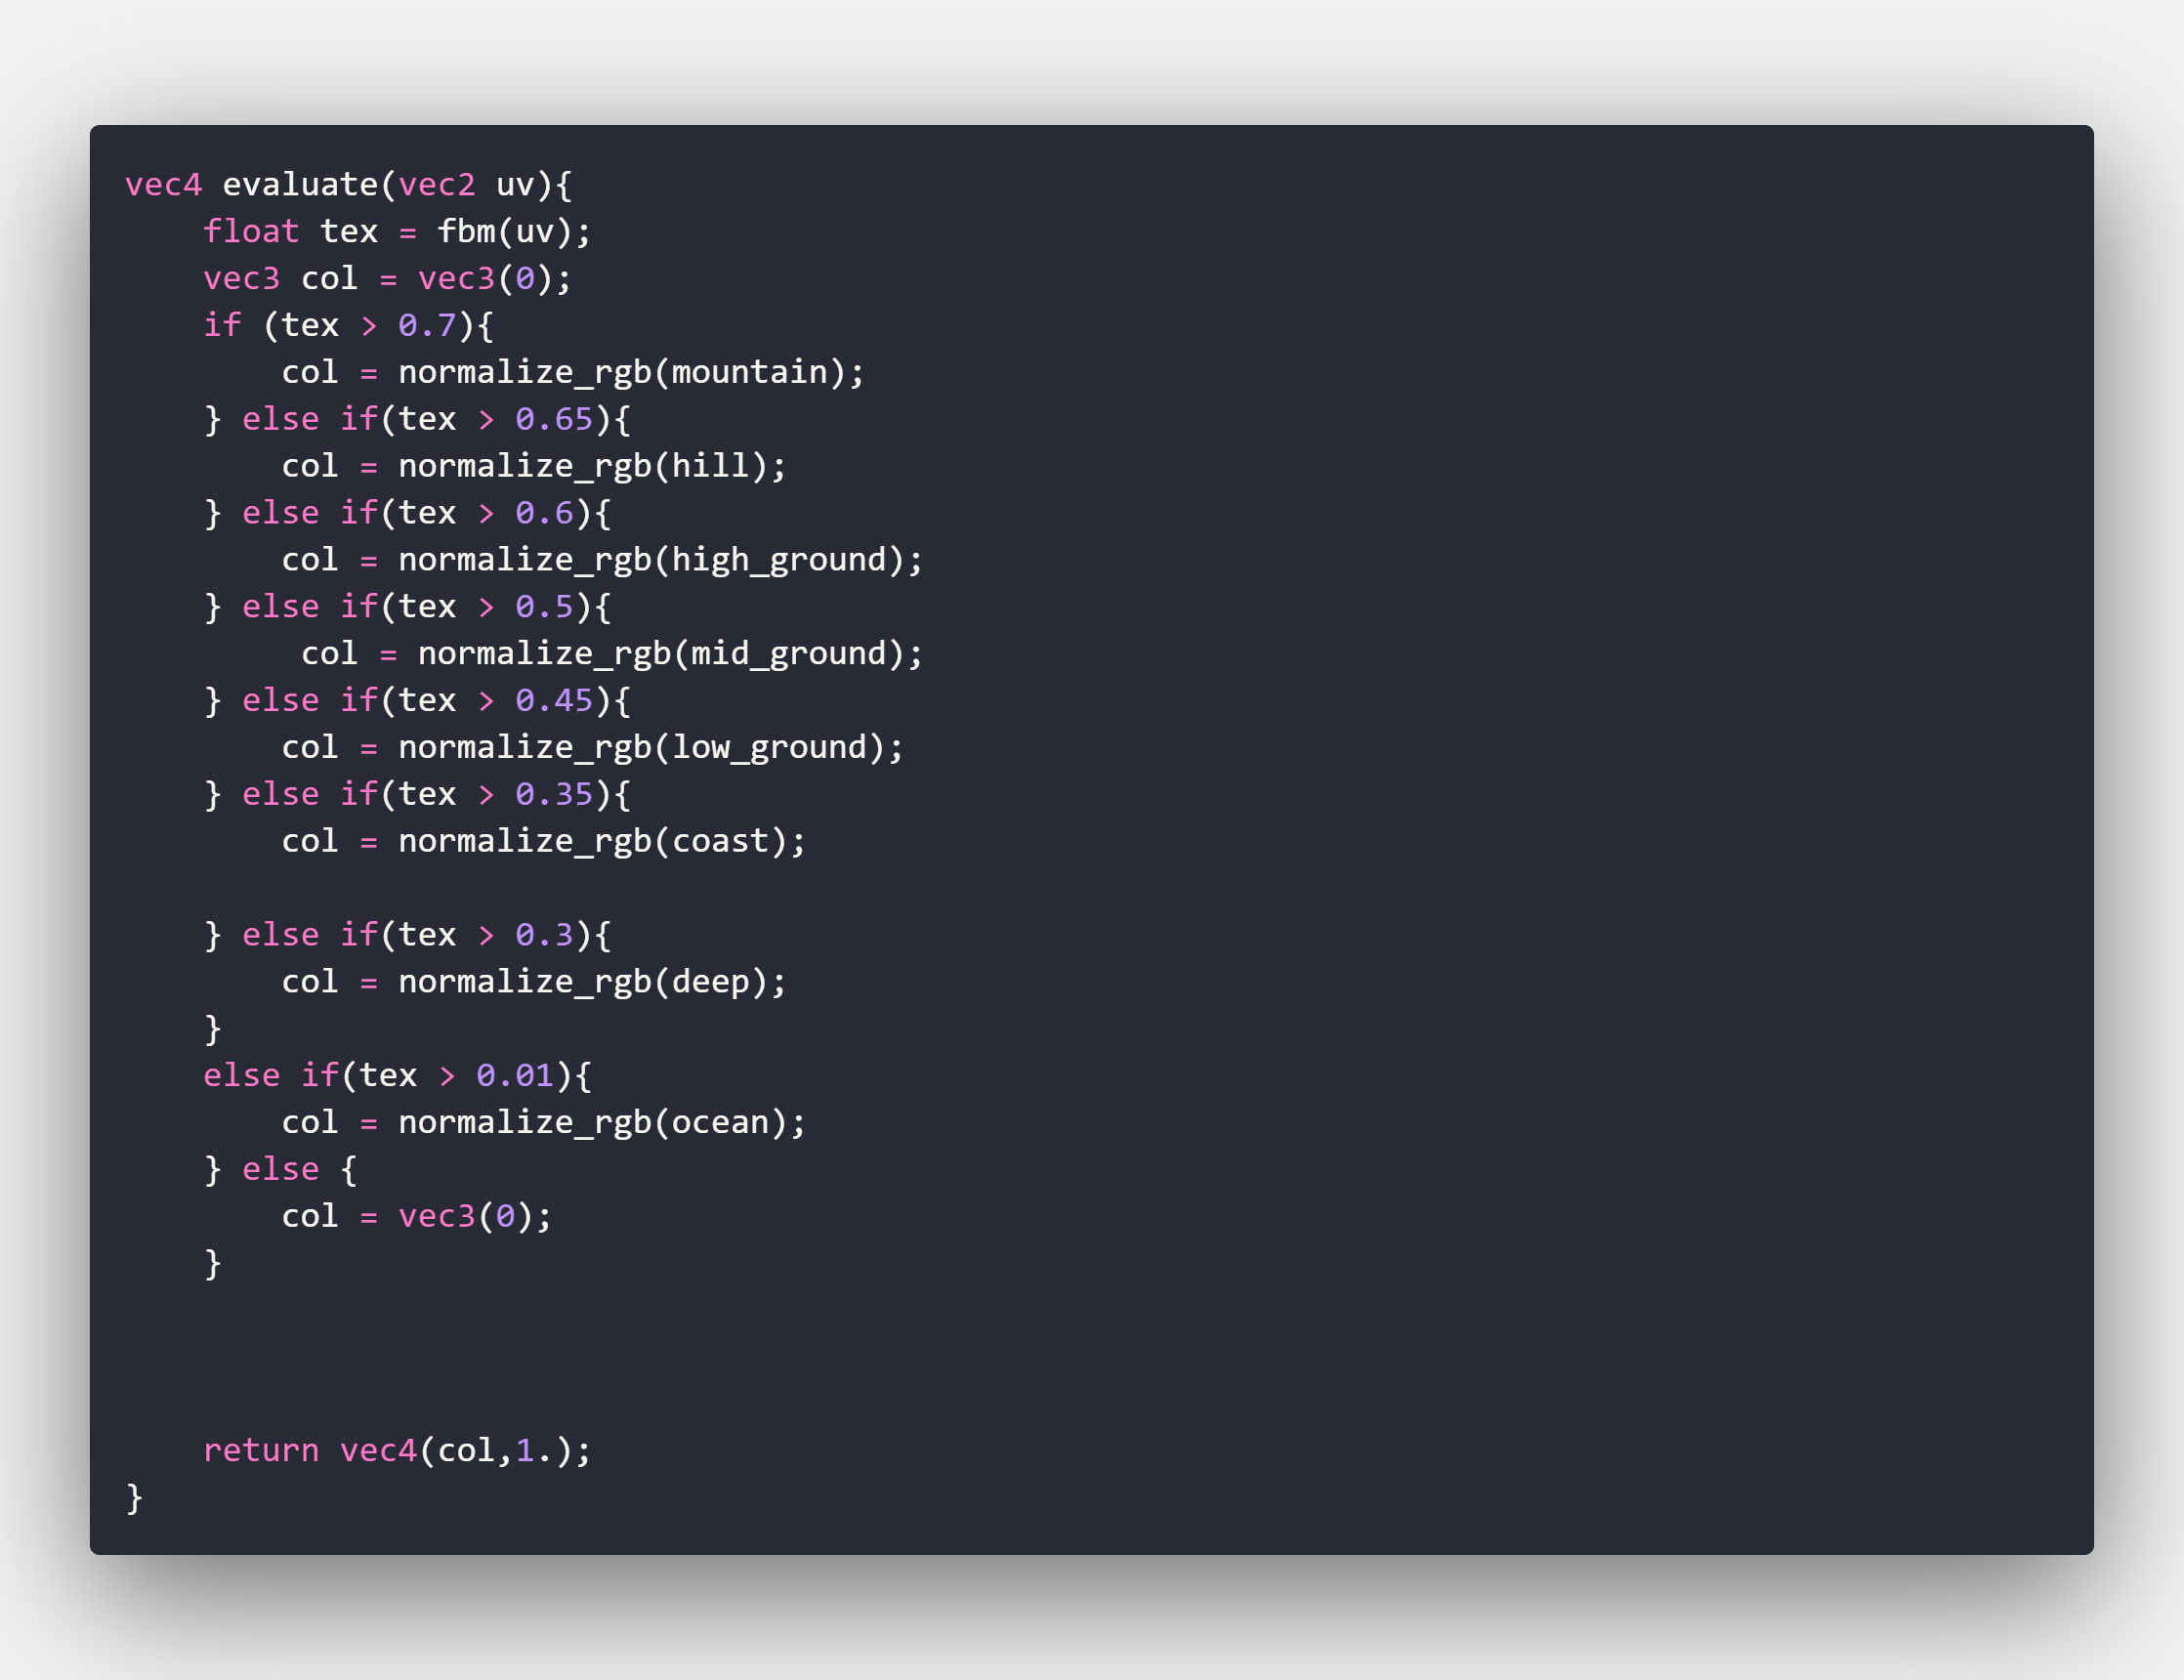 vec4 evaluate(vec2 uv){
    float tex = fbm(uv);
    vec3 col = vec3(0);
    if (tex > 0.7){
        col = normalize_rgb(mountain);
    } else if(tex > 0.65){
        col = normalize_rgb(hill);
    } else if(tex > 0.6){
        col = normalize_rgb(high_ground);
    } else if(tex > 0.5){
         col = normalize_rgb(mid_ground);
    } else if(tex > 0.45){
        col = normalize_rgb(low_ground);
    } else if(tex > 0.35){
        col = normalize_rgb(coast);

    } else if(tex > 0.3){
        col = normalize_rgb(deep);
    }
    else if(tex > 0.01){
        col = normalize_rgb(ocean);
    } else {
        col = vec3(0);
    }



    return vec4(col,1.);
}